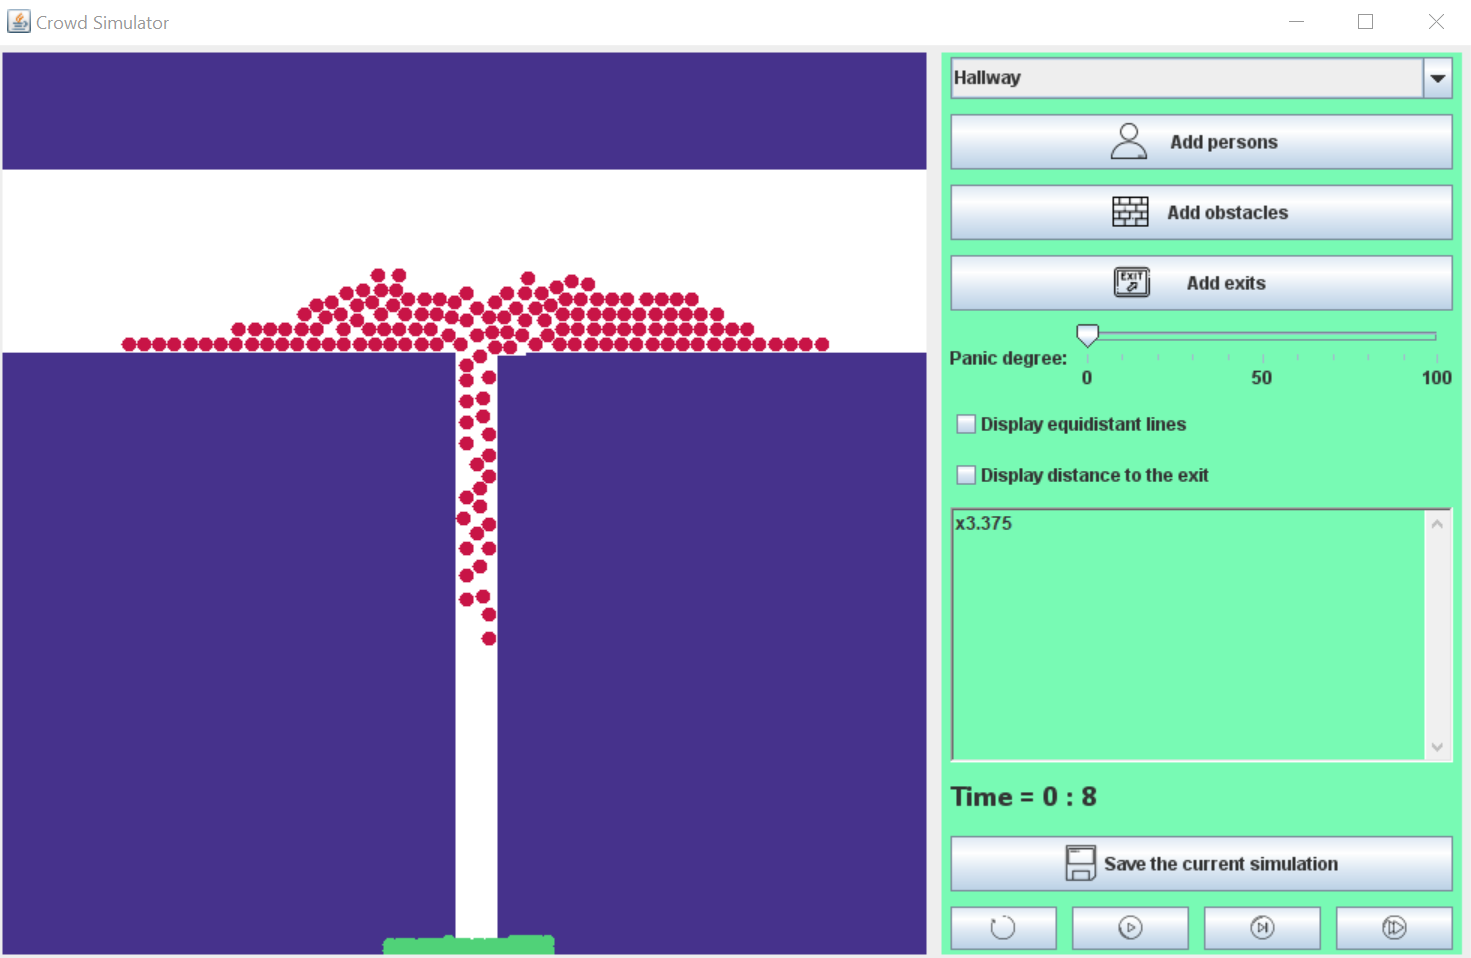 Crowd Simulator
Hallway
Add persons
Add obstacles
EXIT
Add exits
Panic degree:
0 50 100
Display equidistant lines
Display distance to the exit
x3.375
Time = 0 : 8
Save the current simulation